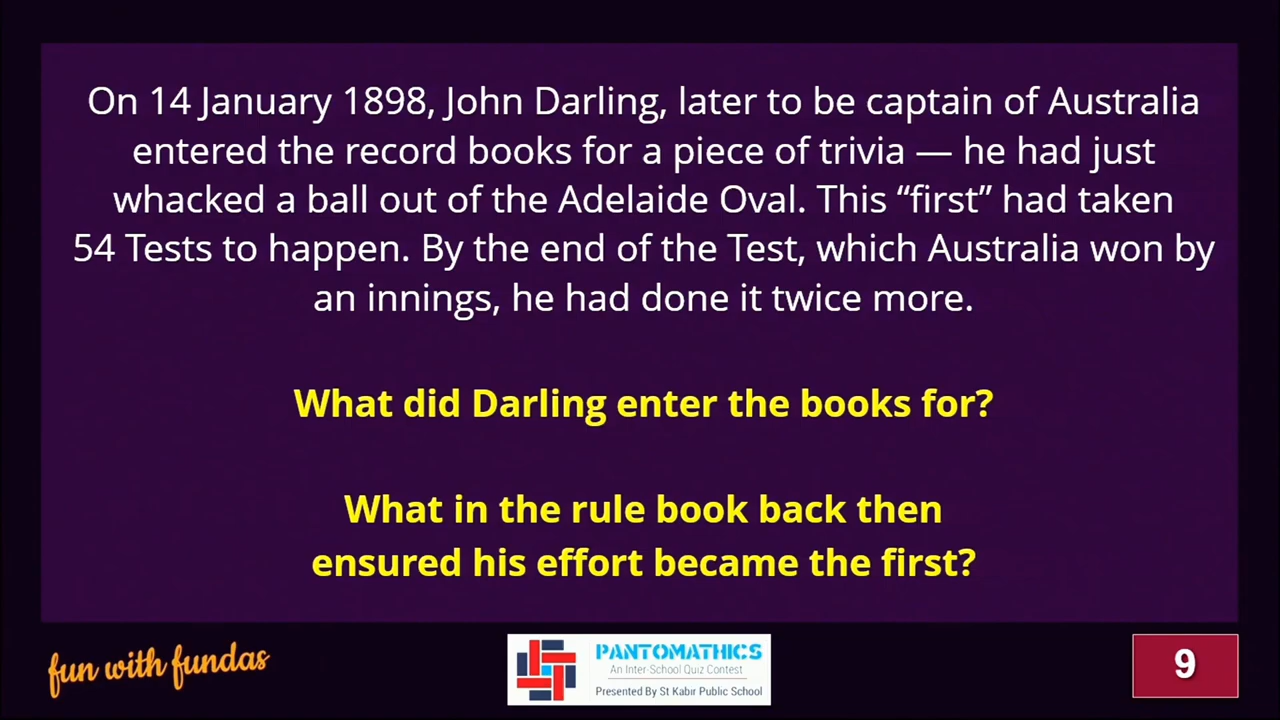 On 14 January 1898, John Darling, later to be captain of Australia
entered the record books for a piece of trivia — he had just
whacked a ball out of the Adelaide Oval. This “first” had taken
54 Tests to happen. By the end of the Test, which Australia won by
an innings, he had done it twice more.
What did Darling enter the books for?
What in the rule book back then
ensured his effort became the first?
fun with fundas
PANTOMATHICS
An Inter-School Quiz Contest
Presented By St Kabir Public School
9